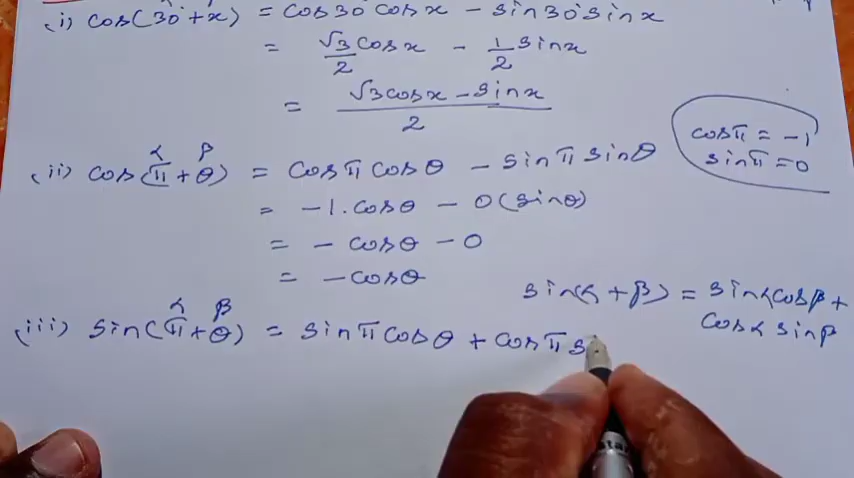 (i) cos(30°+x) = cos30°cosx - sin30°sinx
= √3/2 cosx - 1/2 sinx
= √3cosx - sinx / 2
cosπ = -1
sinπ = 0
α β
(ii) cos(π+θ) = cosπ cosθ - sinπ sinθ
= -1.cosθ - 0(sinθ)
= - cosθ - 0
= - cosθ
sin(α + β) = sinαcosβ +
cosα sinβ
α β
(iii) sin(π+θ) = sinπ cosθ + cosπ s